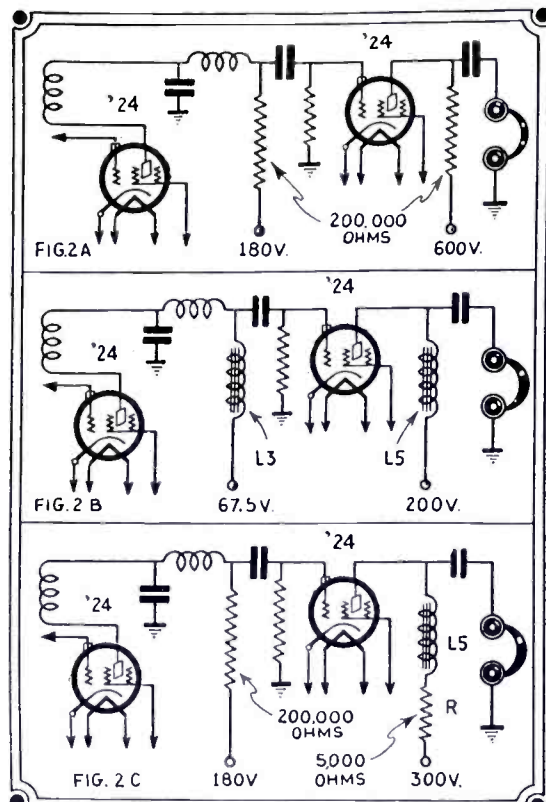 '24
'24
200,000
OHMS
FIG.2A
180V.
600V.
'24
'24
L3
L5
FIG.2 B
67.5V.
200V.
'24
'24
L5
200,000
OHMS
R
5,000
OHMS
FIG. 2 C
180V
300V.